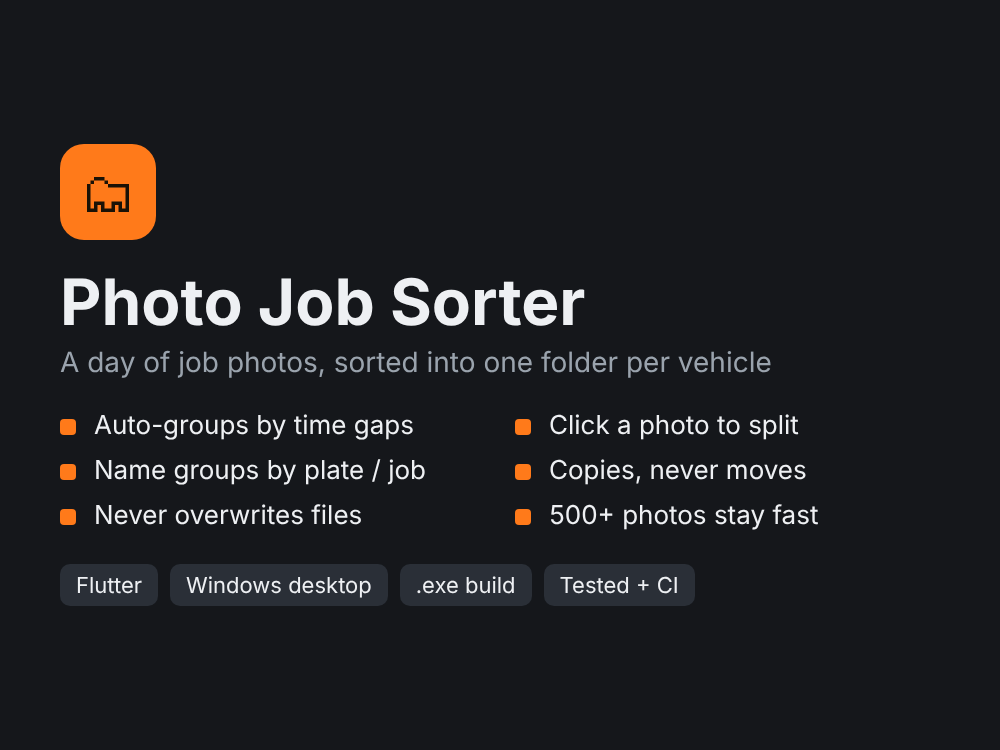 Photo Job Sorter
A day of job photos, sorted into one folder per vehicle
Auto-groups by time gaps
Click a photo to split
Name groups by plate / job
Copies, never moves
Never overwrites files
500+ photos stay fast
Flutter
Windows desktop
.exe build
Tested + CI